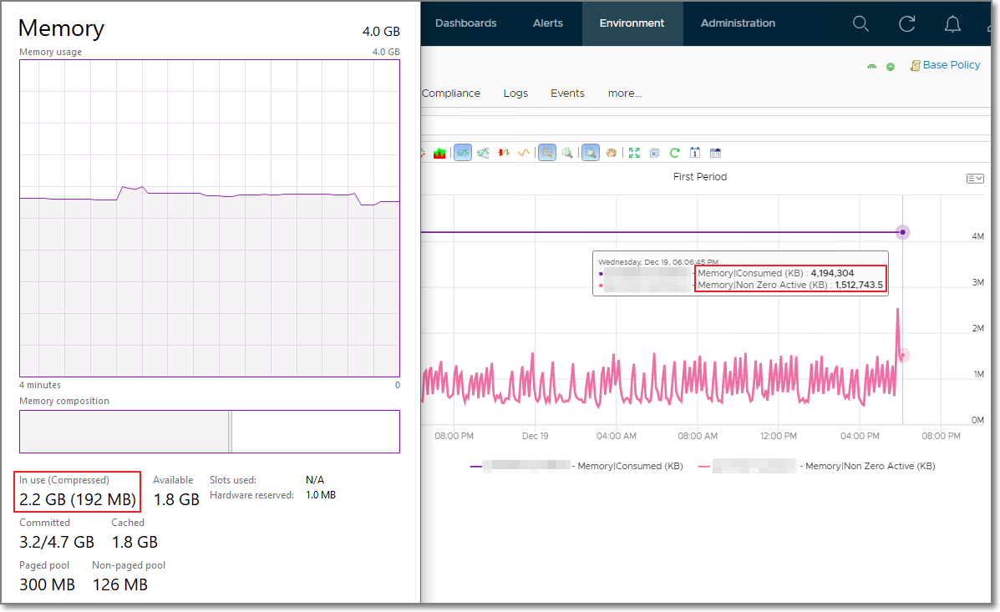 Memory
4.0 GB
Memory usage
4.0 GB
4 minutes
0
Memory composition
In use (Compressed)
2.2 GB (192 MB)
Available
1.8 GB
Slots used:
N/A
Hardware reserved:
1.0 MB
Committed
3.2/4.7 GB
Cached
1.8 GB
Paged pool
300 MB
Non-paged pool
126 MB
Dashboards
Alerts
Environment
Administration
Base Policy
Compliance
Logs
Events
more...
1
First Period
4M
3M
2M
1M
0M
Wednesday, Dec 19, 06:06:45 PM
- Memory|Consumed (KB) : 4,194,304
- Memory|Non Zero Active (KB) : 1,512,743.5
08:00 PM
Dec 19
04:00 AM
08:00 AM
12:00 PM
04:00 PM
08:00 PM
- Memory|Consumed (KB)
- Memory|Non Zero Active (KB)